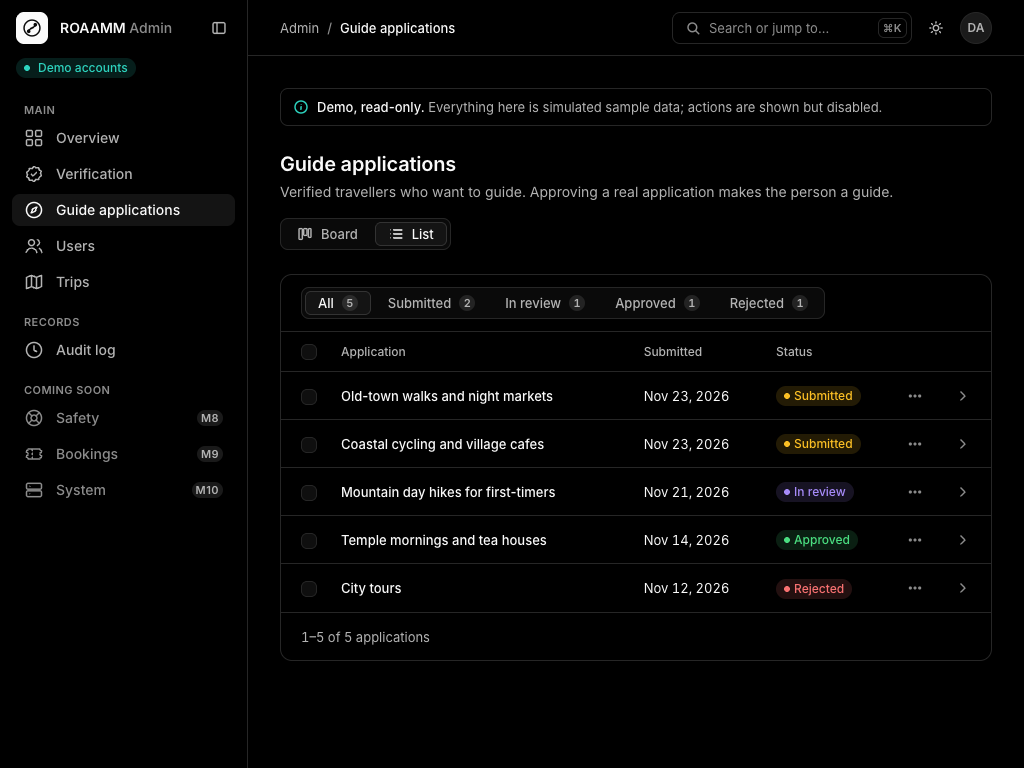 ROAAMM Admin
Demo accounts
MAIN
Overview
Verification
Guide applications
Users
Trips
RECORDS
Audit log
COMING SOON
Safety M8
Bookings M9
System M10
Admin / Guide applications
Search or jump to... ⌘K
DA
Demo, read-only. Everything here is simulated sample data; actions are shown but disabled.
Guide applications
Verified travellers who want to guide. Approving a real application makes the person a guide.
Board List
All 5 Submitted 2 In review 1 Approved 1 Rejected 1
Application Submitted Status
Old-town walks and night markets Nov 23, 2026 Submitted
Coastal cycling and village cafes Nov 23, 2026 Submitted
Mountain day hikes for first-timers Nov 21, 2026 In review
Temple mornings and tea houses Nov 14, 2026 Approved
City tours Nov 12, 2026 Rejected
1–5 of 5 applications